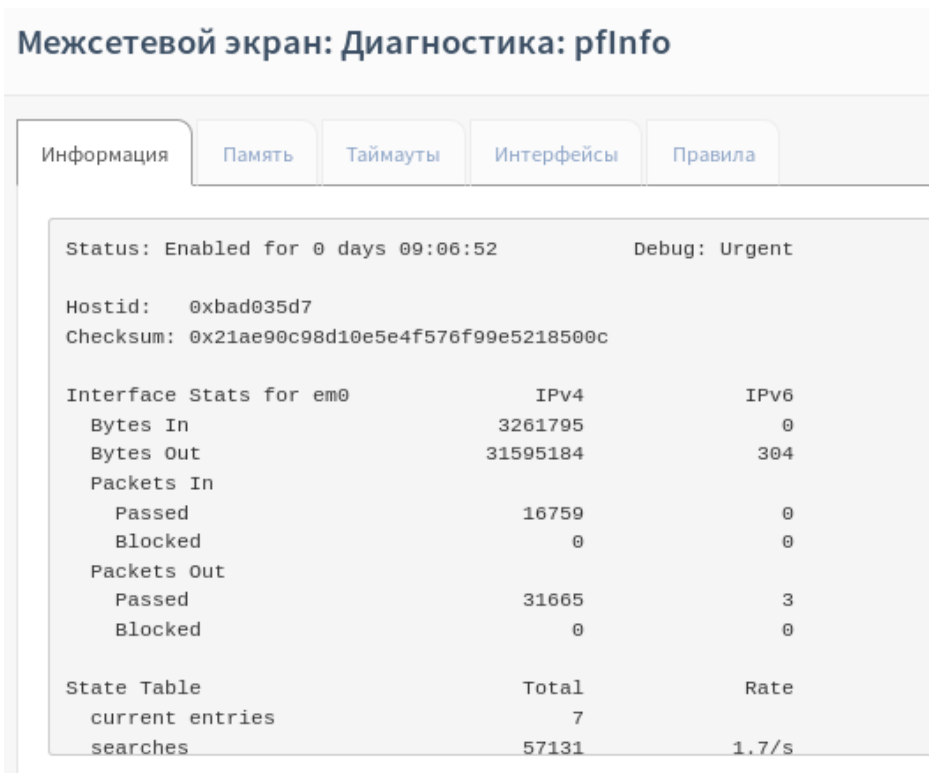 Межсетевой экран: Диагностика: pfInfo
Информация Память Таймауты Интерфейсы Правила
Status: Enabled for 0 days 09:06:52 Debug: Urgent
Hostid: 0xbad035d7
Checksum: 0x21ae90c98d10e5e4f576f99e5218500c
Interface Stats for em0 IPv4 IPv6
Bytes In 3261795 0
Bytes Out 31595184 304
Packets In
Passed 16759 0
Blocked 0 0
Packets Out
Passed 31665 3
Blocked 0 0
State Table Total Rate
current entries 7
searches 57131 1.7/s